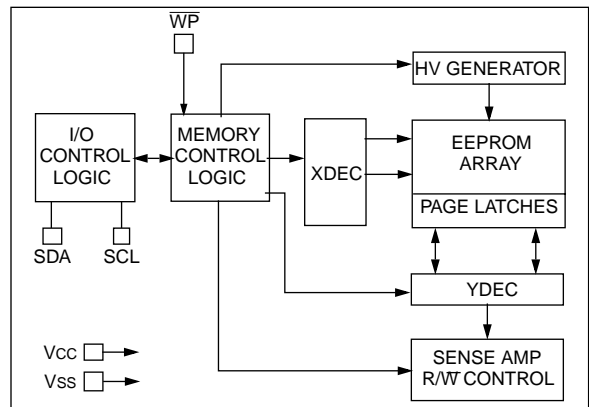 W̅P̅
HV GENERATOR
I/O
CONTROL
LOGIC
MEMORY
CONTROL
LOGIC
XDEC
EEPROM
ARRAY
PAGE LATCHES
SDA
SCL
YDEC
Vcc
Vss
SENSE AMP
R/W̅ CONTROL